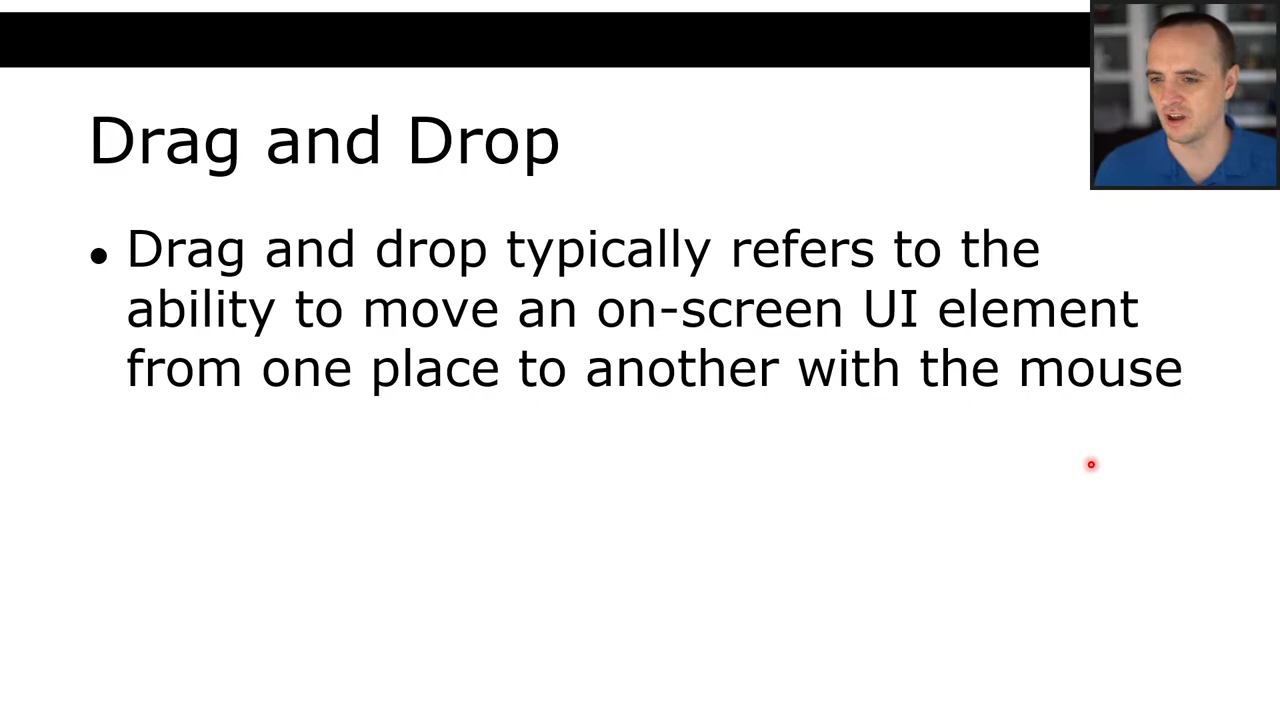 Drag and Drop
• Drag and drop typically refers to the
ability to move an on-screen UI element
from one place to another with the mouse